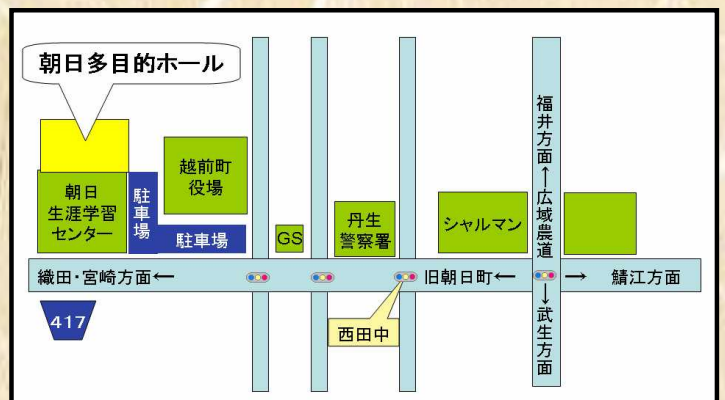 朝日多目的ホール
越前町
役場
朝日
生涯学習
センター
駐車場
駐車場
GS
丹生
警察署
シャルマン
福井方面←広域農道
織田・宮崎方面←
旧朝日町←
→ 鯖江方面
→武生方面
417
西田中